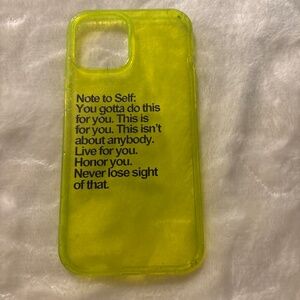 Note to Self:
You gotta do this
for you. This is
for you. This isn't
about anybody.
Live for you.
Honor you.
Never lose sight
of that.